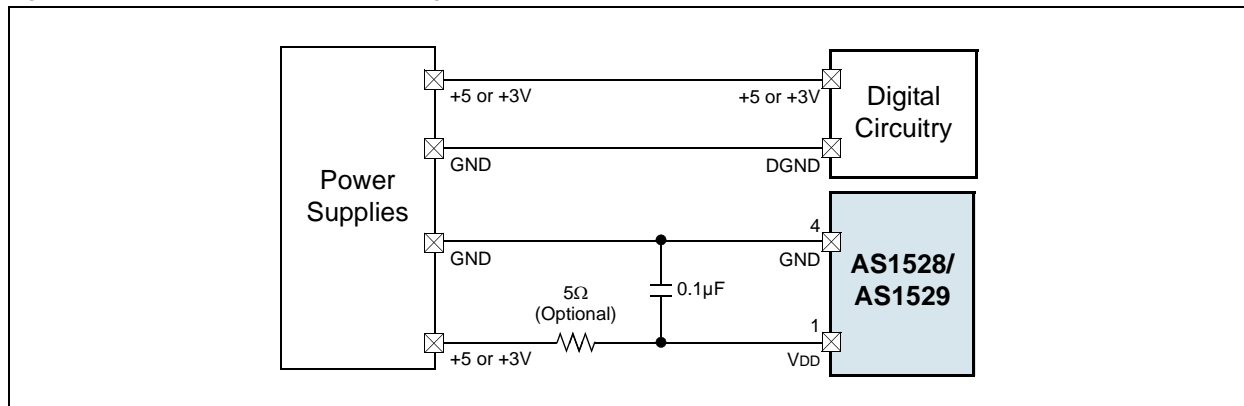 Power
Supplies
+5 or +3V
+5 or +3V
GND
DGND
Digital
Circuitry
GND
4
GND
0.1µF
5Ω
(Optional)
+5 or +3V
1
VDD
AS1528/
AS1529